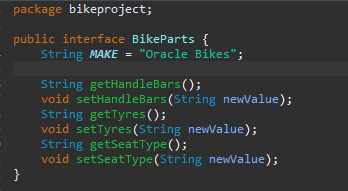 package bikeproject;
public interface BikeParts {
String MAKE = "Oracle Bikes";
String getHandleBars();
void setHandleBars(String newValue);
String getTyres();
void setTyres(String newValue);
String getSeatType();
void setSeatType(String newValue);
}